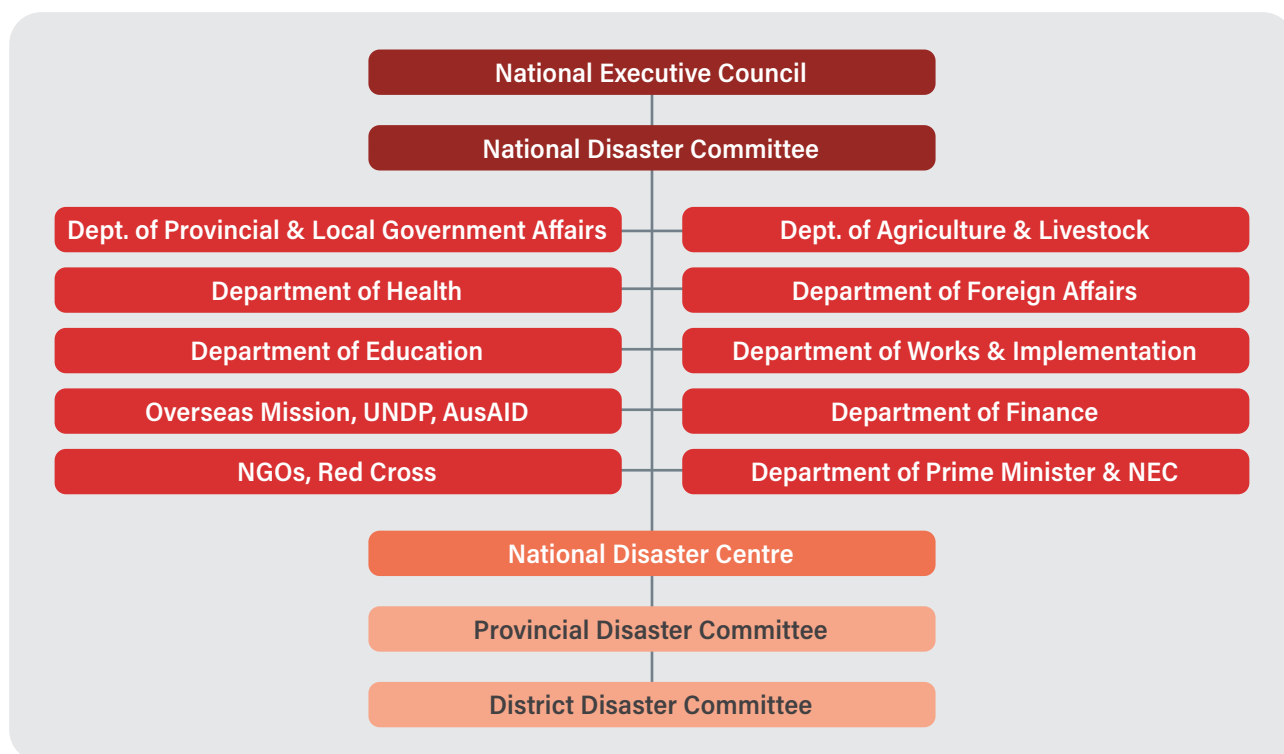 National Executive Council
National Disaster Committee
Dept. of Provincial & Local Government Affairs
Dept. of Agriculture & Livestock
Department of Health
Department of Foreign Affairs
Department of Education
Department of Works & Implementation
Overseas Mission, UNDP, AusAID
Department of Finance
NGOs, Red Cross
Department of Prime Minister & NEC
National Disaster Centre
Provincial Disaster Committee
District Disaster Committee